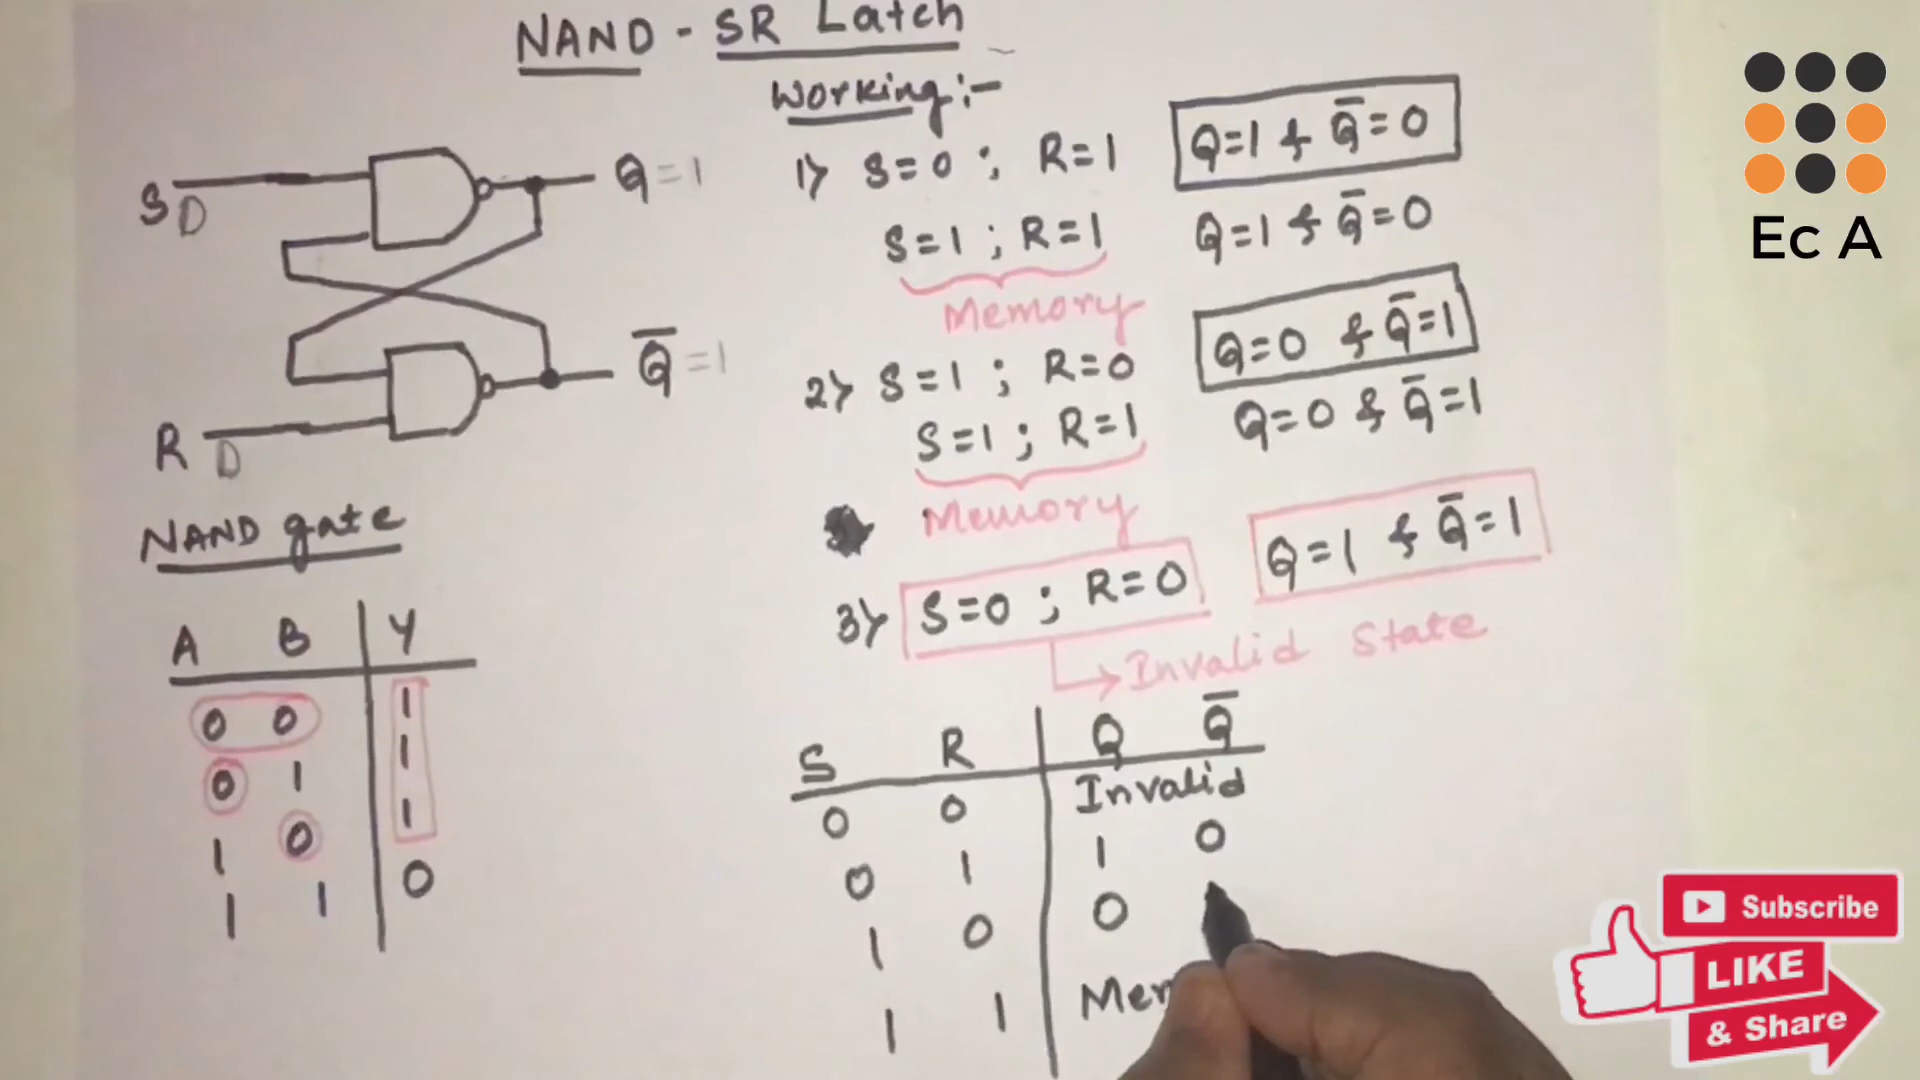 NAND - SR Latch
Working :-
S D
Q = 1
R D
Q̅ = 1
1) S=0 ; R=1 Q=1 & Q̅=0
S=1 ; R=1 Q=1 & Q̅=0
Memory
2) S=1 ; R=0 Q=0 & Q̅=1
S=1 ; R=1 Q=0 & Q̅=1
Memory
3) S=0 ; R=0 Q=1 & Q̅=1
Invalid State
NAND gate
A B Y
0 0 1
0 1 1
1 0 1
1 1 0
S R Q Q̅
0 0 Invalid
0 1 1 0
1 0 0
1 1
Ec A
Subscribe
LIKE
& Share